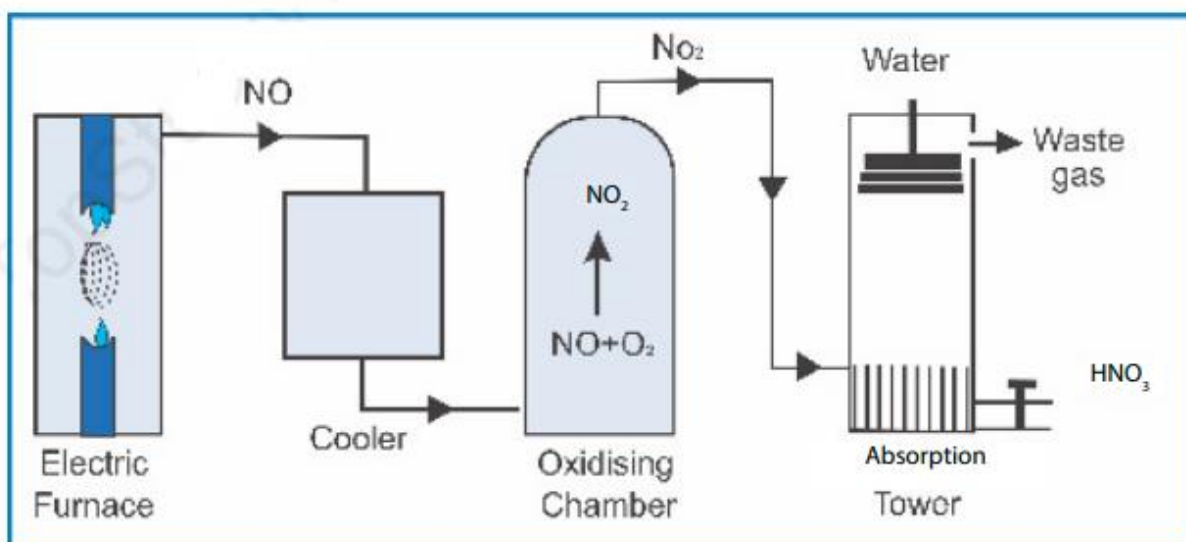 NO
No₂
Water
Waste
gas
NO₂
NO+O₂
HNO₃
Cooler
Electric
Furnace
Oxidising
Chamber
Absorption
Tower